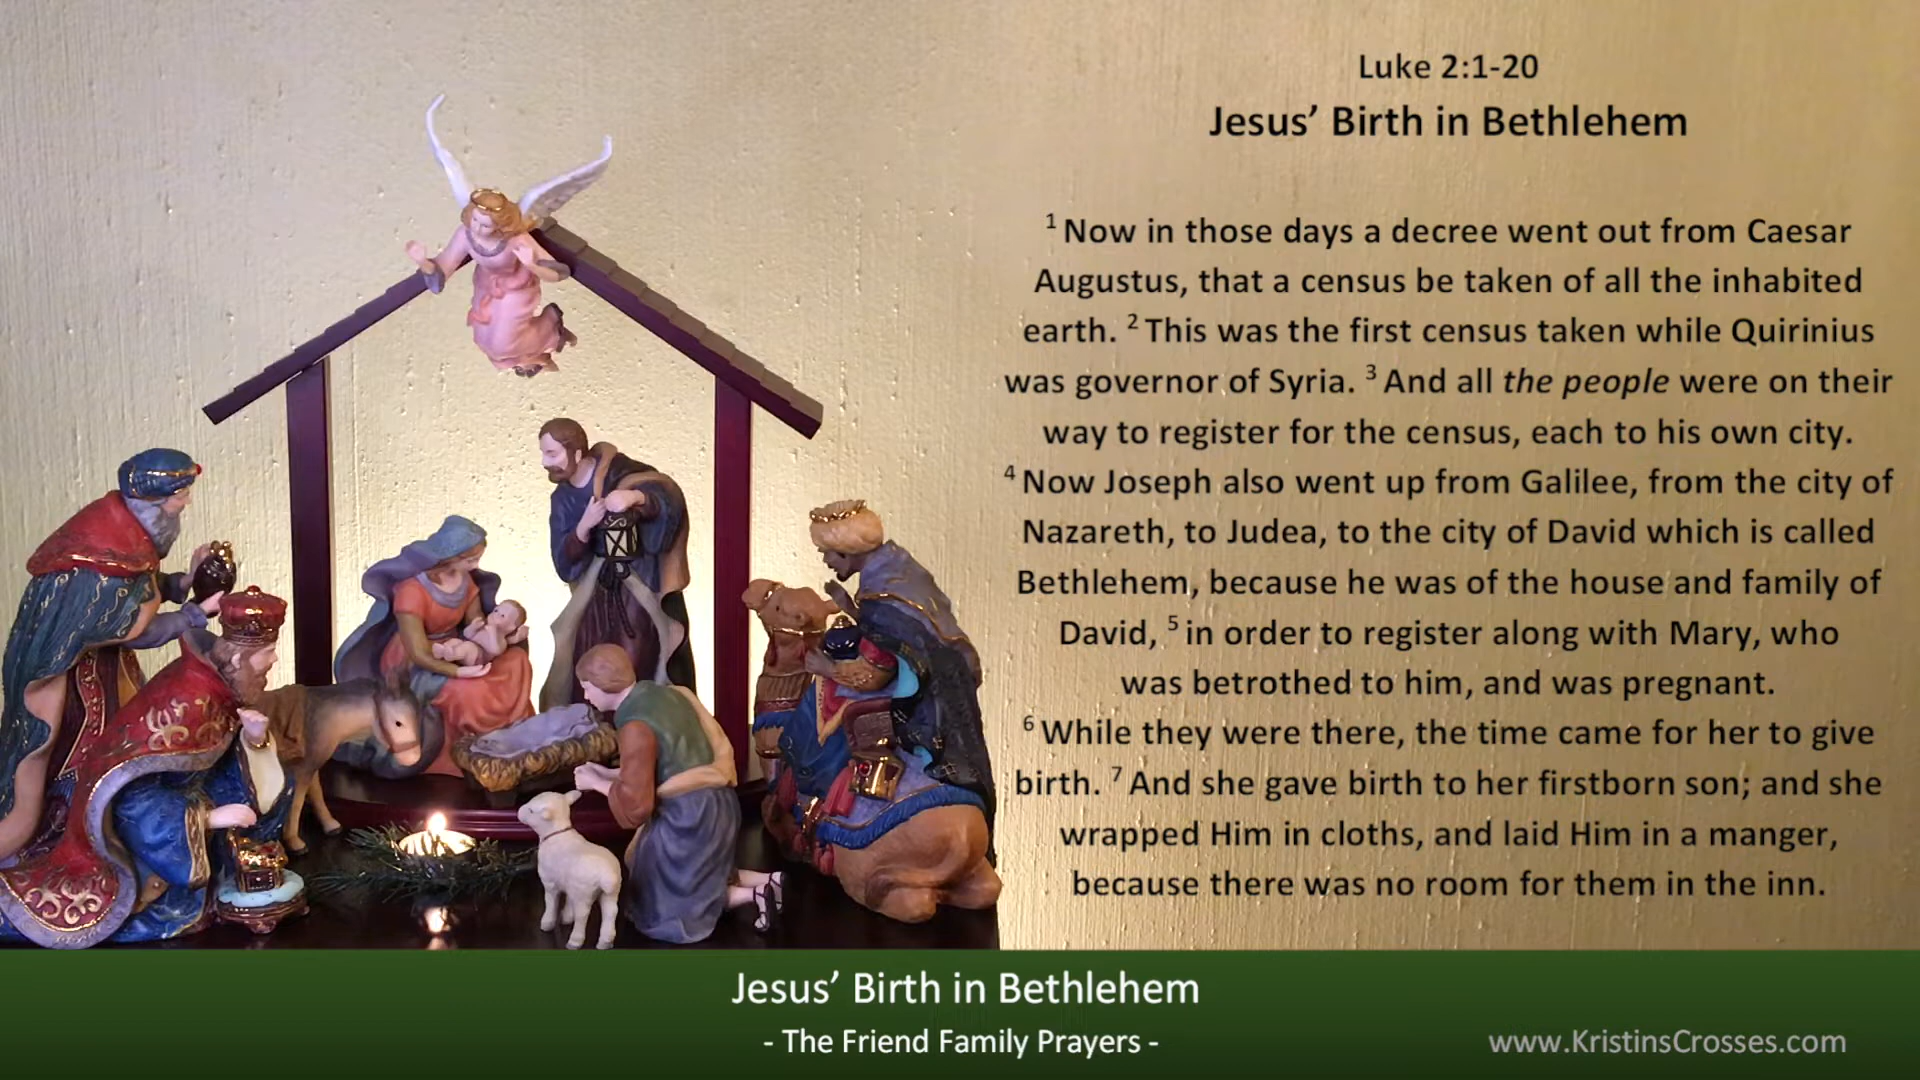 Luke 2:1-20
Jesus’ Birth in Bethlehem
1 Now in those days a decree went out from Caesar
Augustus, that a census be taken of all the inhabited
earth. 2 This was the first census taken while Quirinius
was governor of Syria. 3 And all the people were on their
way to register for the census, each to his own city.
4 Now Joseph also went up from Galilee, from the city of
Nazareth, to Judea, to the city of David which is called
Bethlehem, because he was of the house and family of
David, 5 in order to register along with Mary, who
was betrothed to him, and was pregnant.
6 While they were there, the time came for her to give
birth. 7 And she gave birth to her firstborn son; and she
wrapped Him in cloths, and laid Him in a manger,
because there was no room for them in the inn.
Jesus’ Birth in Bethlehem
- The Friend Family Prayers -
www.KristinsCrosses.com